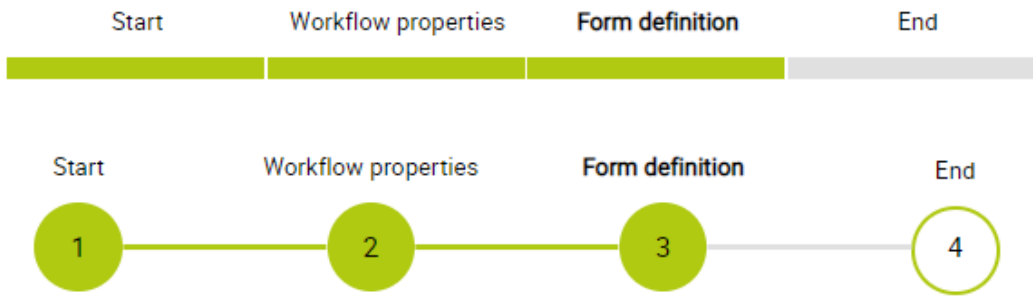 Start Workflow properties Form definition End
Start Workflow properties Form definition End
1 2 3 4